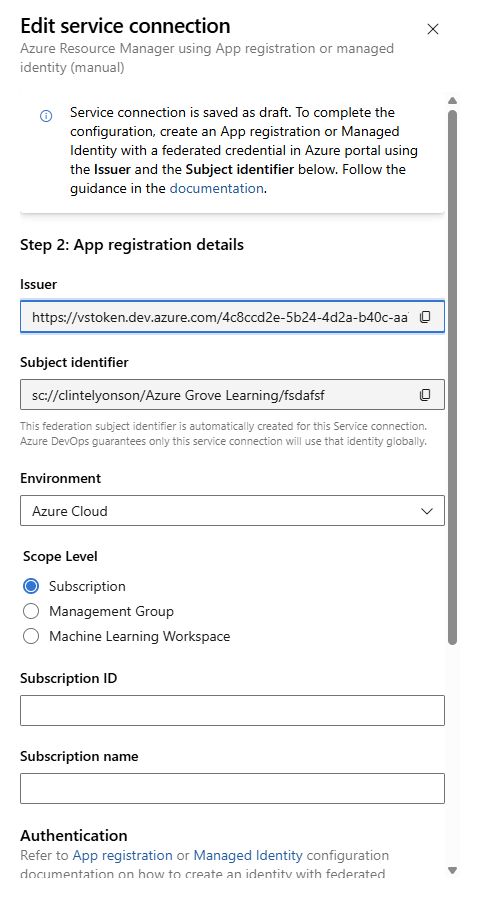 Edit service connection
Azure Resource Manager using App registration or managed
identity (manual)
Service connection is saved as draft. To complete the
configuration, create an App registration or Managed
Identity with a federated credential in Azure portal using
the Issuer and the Subject identifier below. Follow the
guidance in the documentation.
Step 2: App registration details
Issuer
https://vstoken.dev.azure.com/4c8ccd2e-5b24-4d2a-b40c-aa
Subject identifier
sc://clintelyonson/Azure Grove Learning/fsdafsf
This federation subject identifier is automatically created for this Service connection.
Azure DevOps guarantees only this service connection will use that identity globally.
Environment
Azure Cloud
Scope Level
Subscription
Management Group
Machine Learning Workspace
Subscription ID
Subscription name
Authentication
Refer to App registration or Managed Identity configuration
documentation on how to create an identity with federated